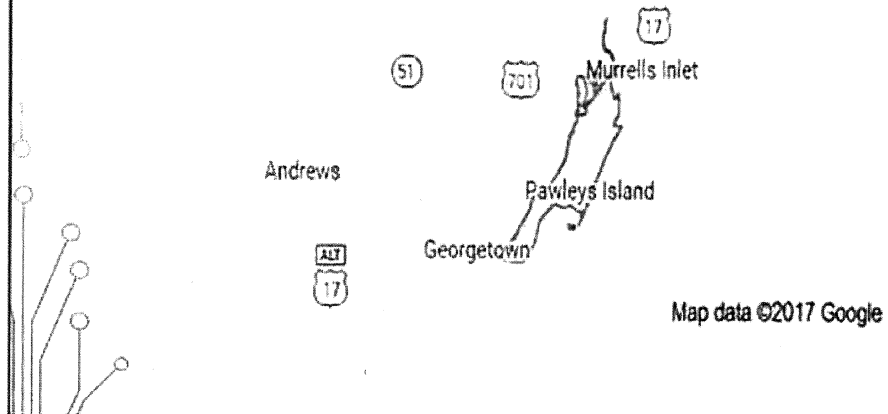 17
51
701
Murrells Inlet
Andrews
Pawleys Island
Georgetown
ALT
17
Map data ©2017 Google